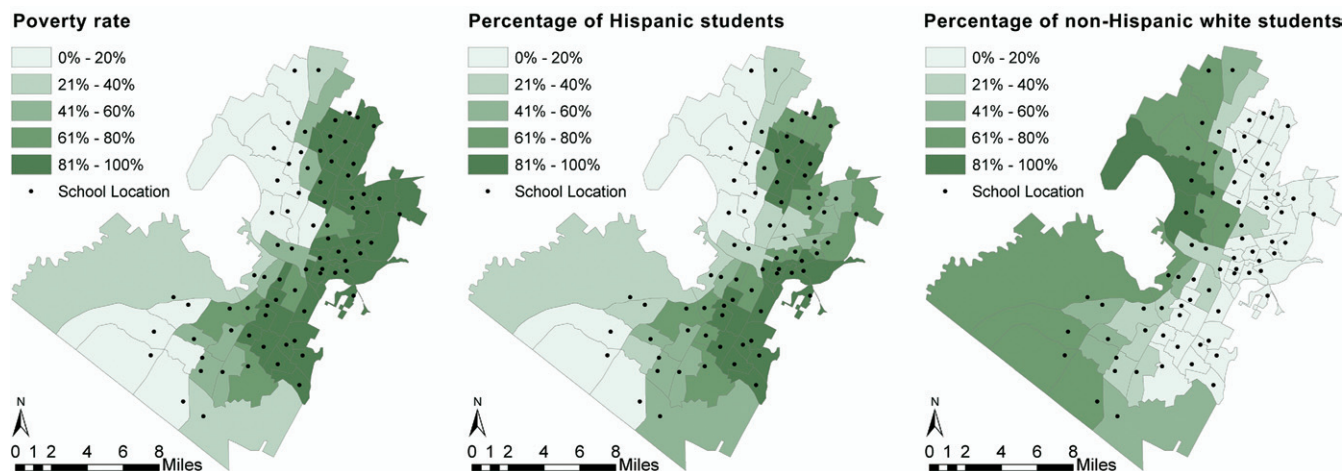 Poverty rate
0% - 20%
21% - 40%
41% - 60%
61% - 80%
81% - 100%
School Location
N
0 1 2 4 6 8
Miles
Percentage of Hispanic students
0% - 20%
21% - 40%
41% - 60%
61% - 80%
81% - 100%
School Location
N
0 1 2 4 6 8
Miles
Percentage of non-Hispanic white students
0% - 20%
21% - 40%
41% - 60%
61% - 80%
81% - 100%
School Location
N
0 1 2 4 6 8
Miles